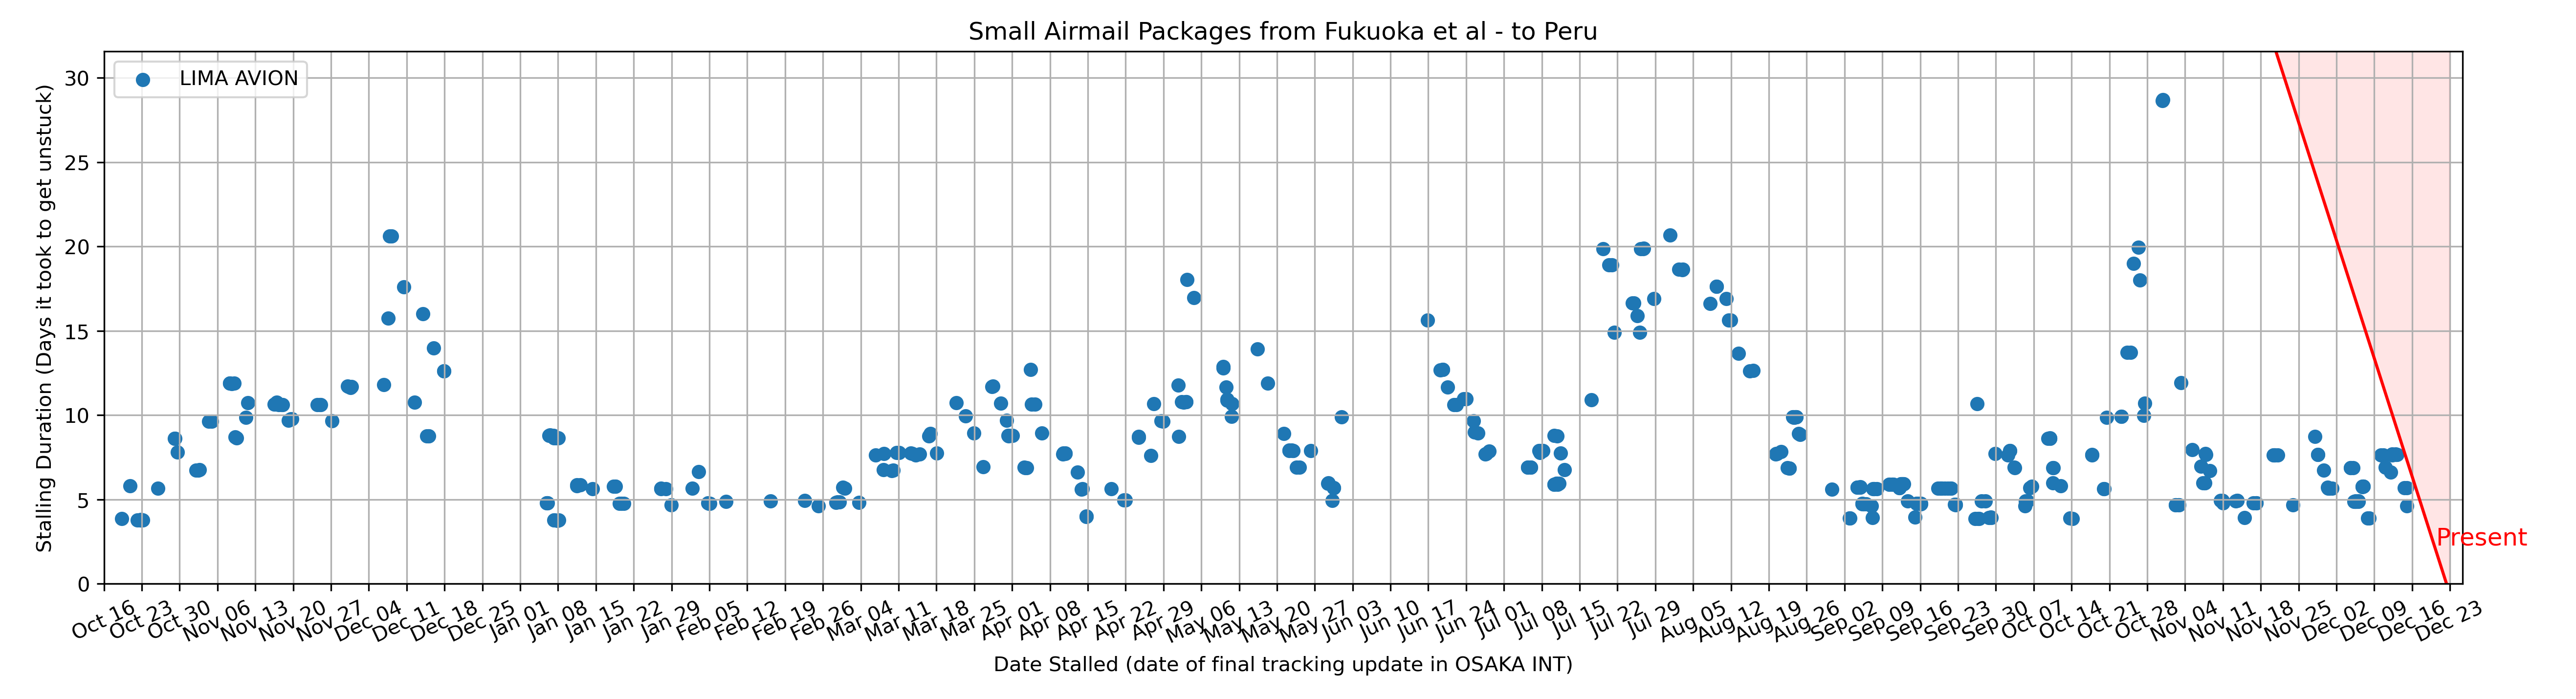 Small Airmail Packages from Fukuoka et al - to Peru
LIMA AVION
30
25
20
15
10
5
0
Stalling Duration (Days it took to get unstuck)
Present
Oct 16
Oct 23
Oct 30
Nov 06
Nov 13
Nov 20
Nov 27
Dec 04
Dec 11
Dec 18
Dec 25
Jan 01
Jan 08
Jan 15
Jan 22
Jan 29
Feb 05
Feb 12
Feb 19
Feb 26
Mar 04
Mar 11
Mar 18
Mar 25
Apr 01
Apr 08
Apr 15
Apr 22
Apr 29
May 06
May 13
May 20
May 27
Jun 03
Jun 10
Jun 17
Jun 24
Jul 01
Jul 08
Jul 15
Jul 22
Jul 29
Aug 05
Aug 12
Aug 19
Aug 26
Sep 02
Sep 09
Sep 16
Sep 23
Sep 30
Oct 07
Oct 14
Oct 21
Oct 28
Nov 04
Nov 11
Nov 18
Nov 25
Dec 02
Dec 09
Dec 16
Dec 23
Date Stalled (date of final tracking update in OSAKA INT)